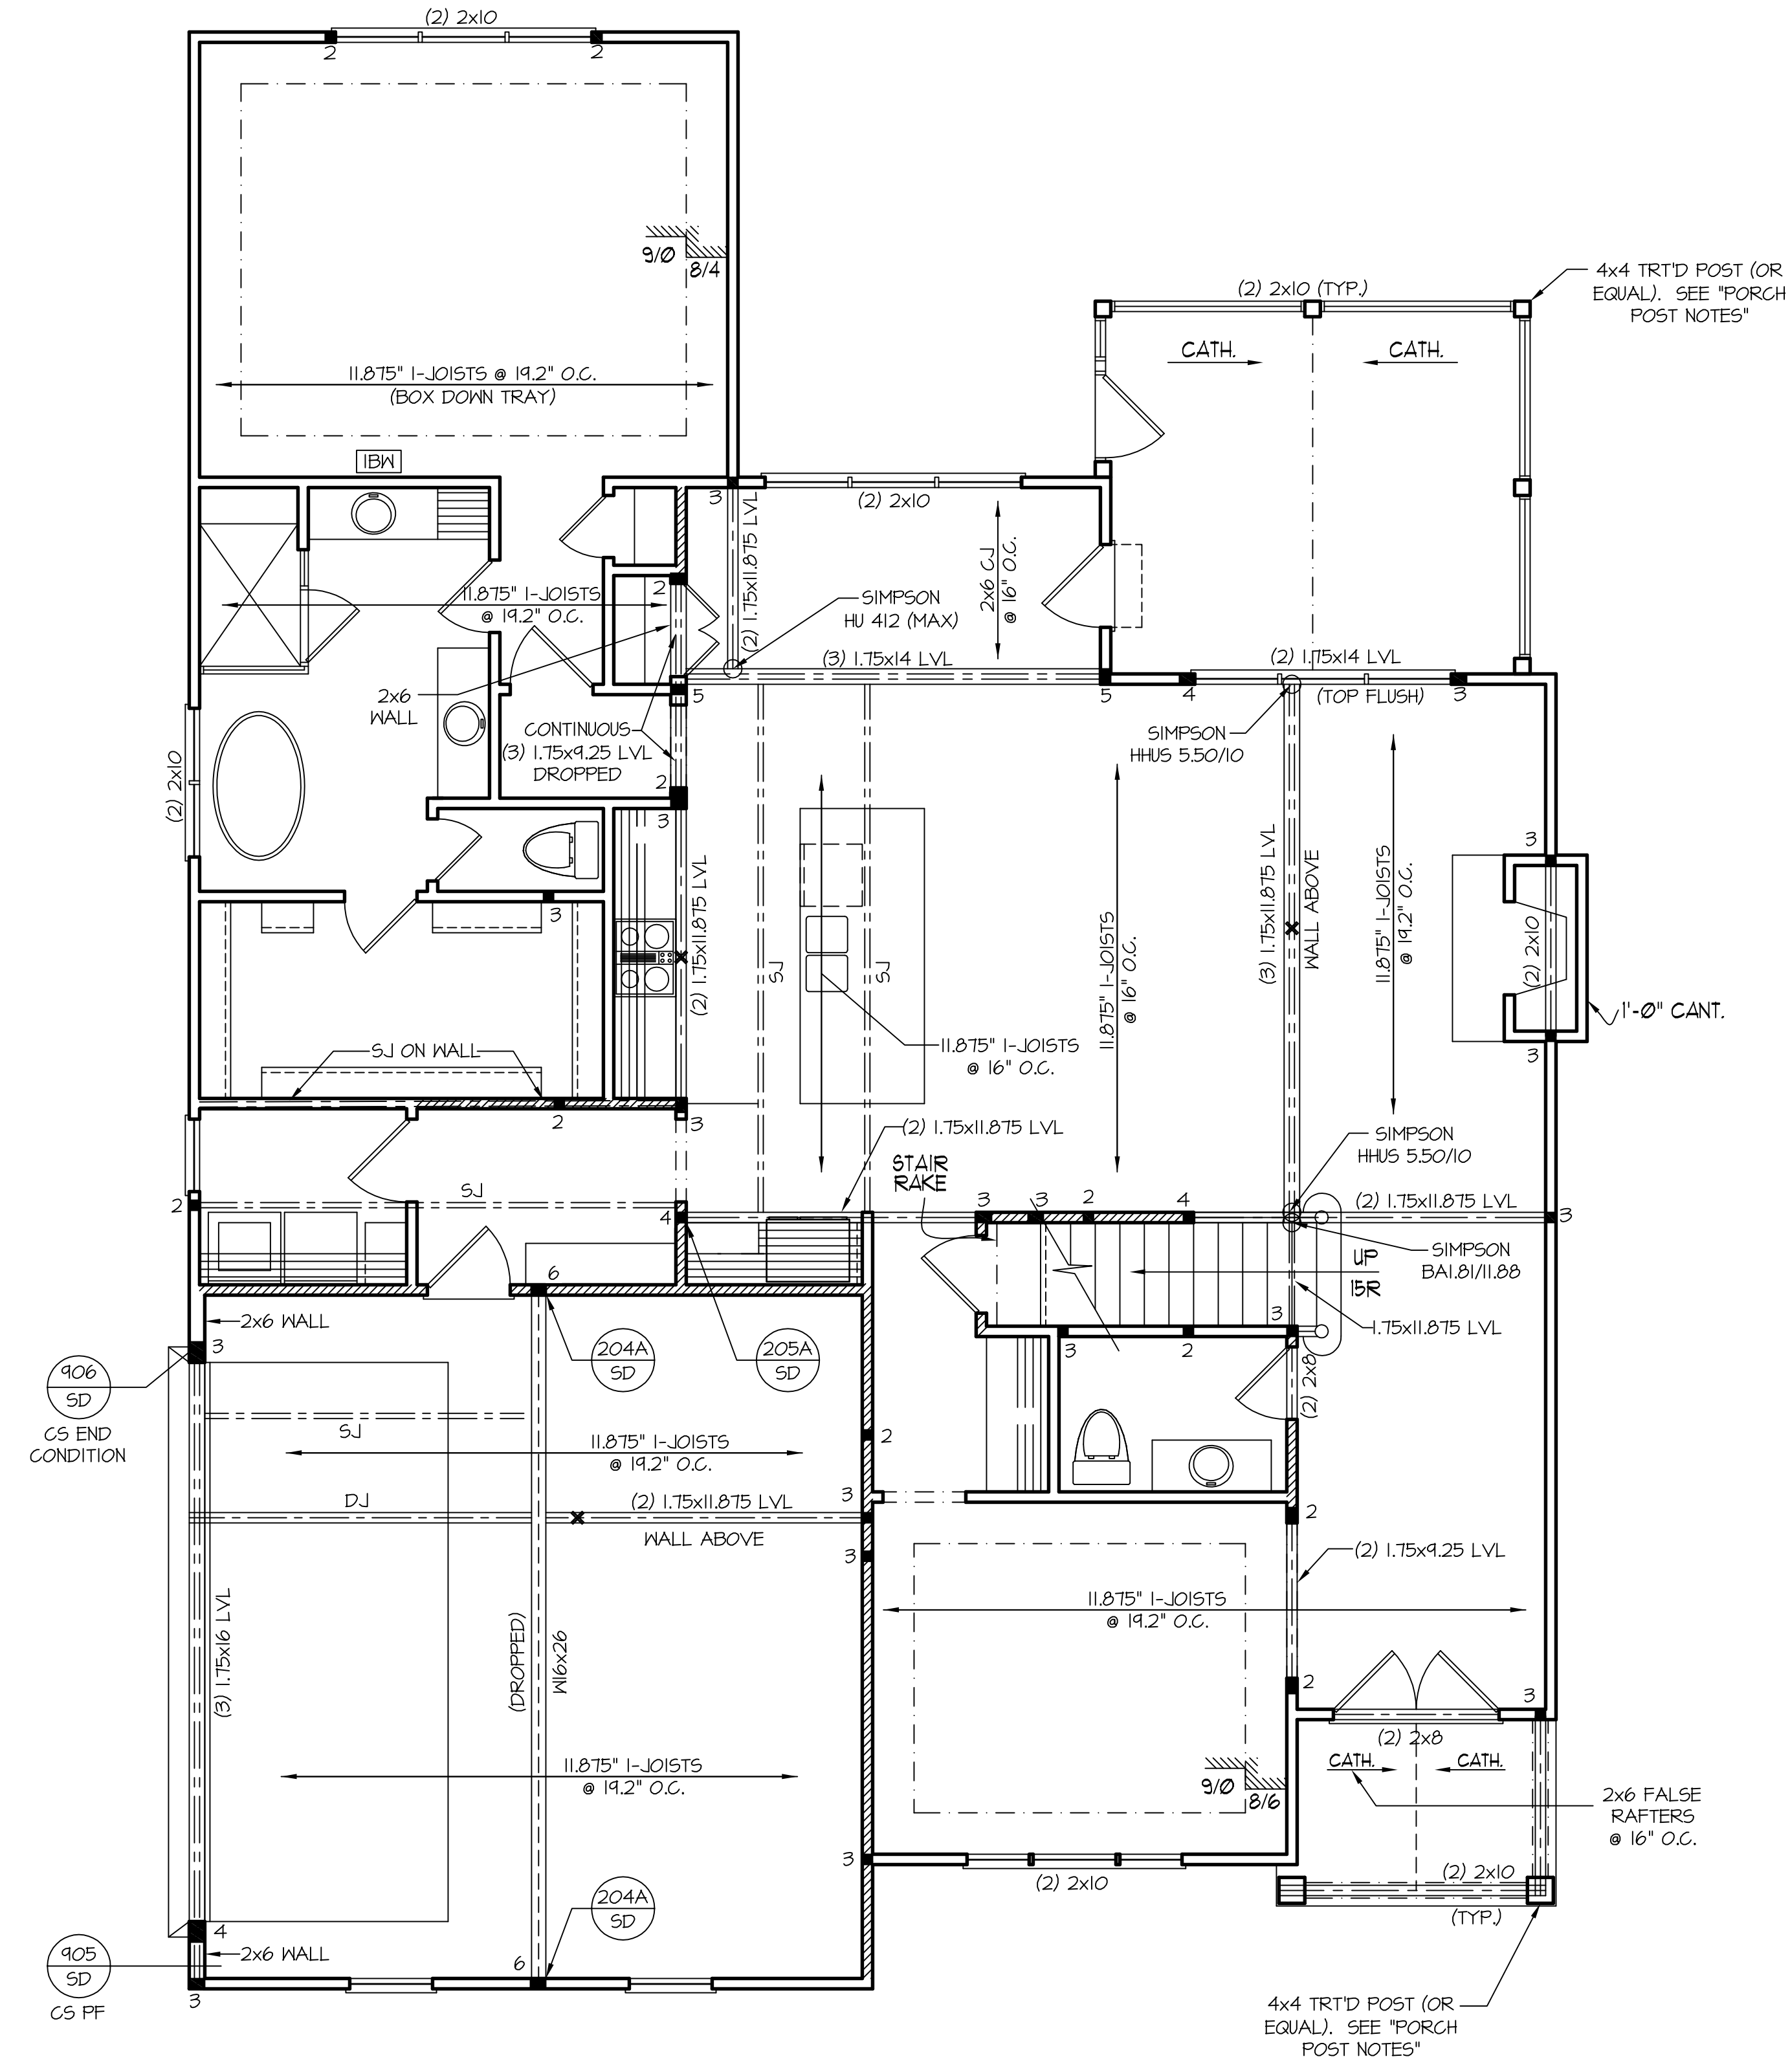 (2) 2x10
2
2
9/Ø
8/4
4x4 TRT'D POST (OR
EQUAL). SEE "PORCH
POST NOTES"
(2) 2x10 (TYP.)
CATH.
CATH.
11.875" I-JOISTS @ 19.2" O.C.
(BOX DOWN TRAY)
IBW
3
(2) 1.75x11.875 LVL
(2) 2x10
2x6 CJ
@ 16" O.C.
11.875" I-JOISTS
@ 19.2" O.C.
2
SIMPSON
HU 412 (MAX)
(3) 1.75x14 LVL
(2) 1.75x14 LVL
(TOP FLUSH)
5
5
4
3
2x6
WALL
CONTINUOUS
(3) 1.75x9.25 LVL
DROPPED
SIMPSON
HHUS 5.50/10
(2) 2x10
2
3
(2) 1.75x11.875 LVL
SJ
SJ
11.875" I-JOISTS
@ 16" O.C.
(3) 1.75x11.875 LVL
WALL ABOVE
11.875" I-JOISTS
@ 19.2" O.C.
3
(2) 2x10
1'-Ø" CANT.
3
3
11.875" I-JOISTS
@ 16" O.C.
SJ ON WALL
2
3
(2) 1.75x11.875 LVL
SIMPSON
HHUS 5.50/10
STAIR
RAKE
SJ
2
4
3
3
2
4
(2) 1.75x11.875 LVL
3
SIMPSON
BA1.81/11.88
UP
15R
1.75x11.875 LVL
6
2x6 WALL
3
204A
SD
205A
SD
3
3
2
(2) 2x8
906
SD
CS END
CONDITION
SJ
11.875" I-JOISTS
@ 19.2" O.C.
2
DJ
(2) 1.75x11.875 LVL
WALL ABOVE
3
3
2
(2) 1.75x9.25 LVL
11.875" I-JOISTS
@ 19.2" O.C.
(3) 1.75x16 LVL
(DROPPED)
W16x26
2
3
(2) 2x8
CATH.
CATH.
11.875" I-JOISTS
@ 19.2" O.C.
9/Ø
8/6
2x6 FALSE
RAFTERS
@ 16" O.C.
3
(2) 2x10
(2) 2x10
(TYP.)
204A
SD
4
2x6 WALL
6
905
SD
CS PF
3
4x4 TRT'D POST (OR
EQUAL). SEE "PORCH
POST NOTES"